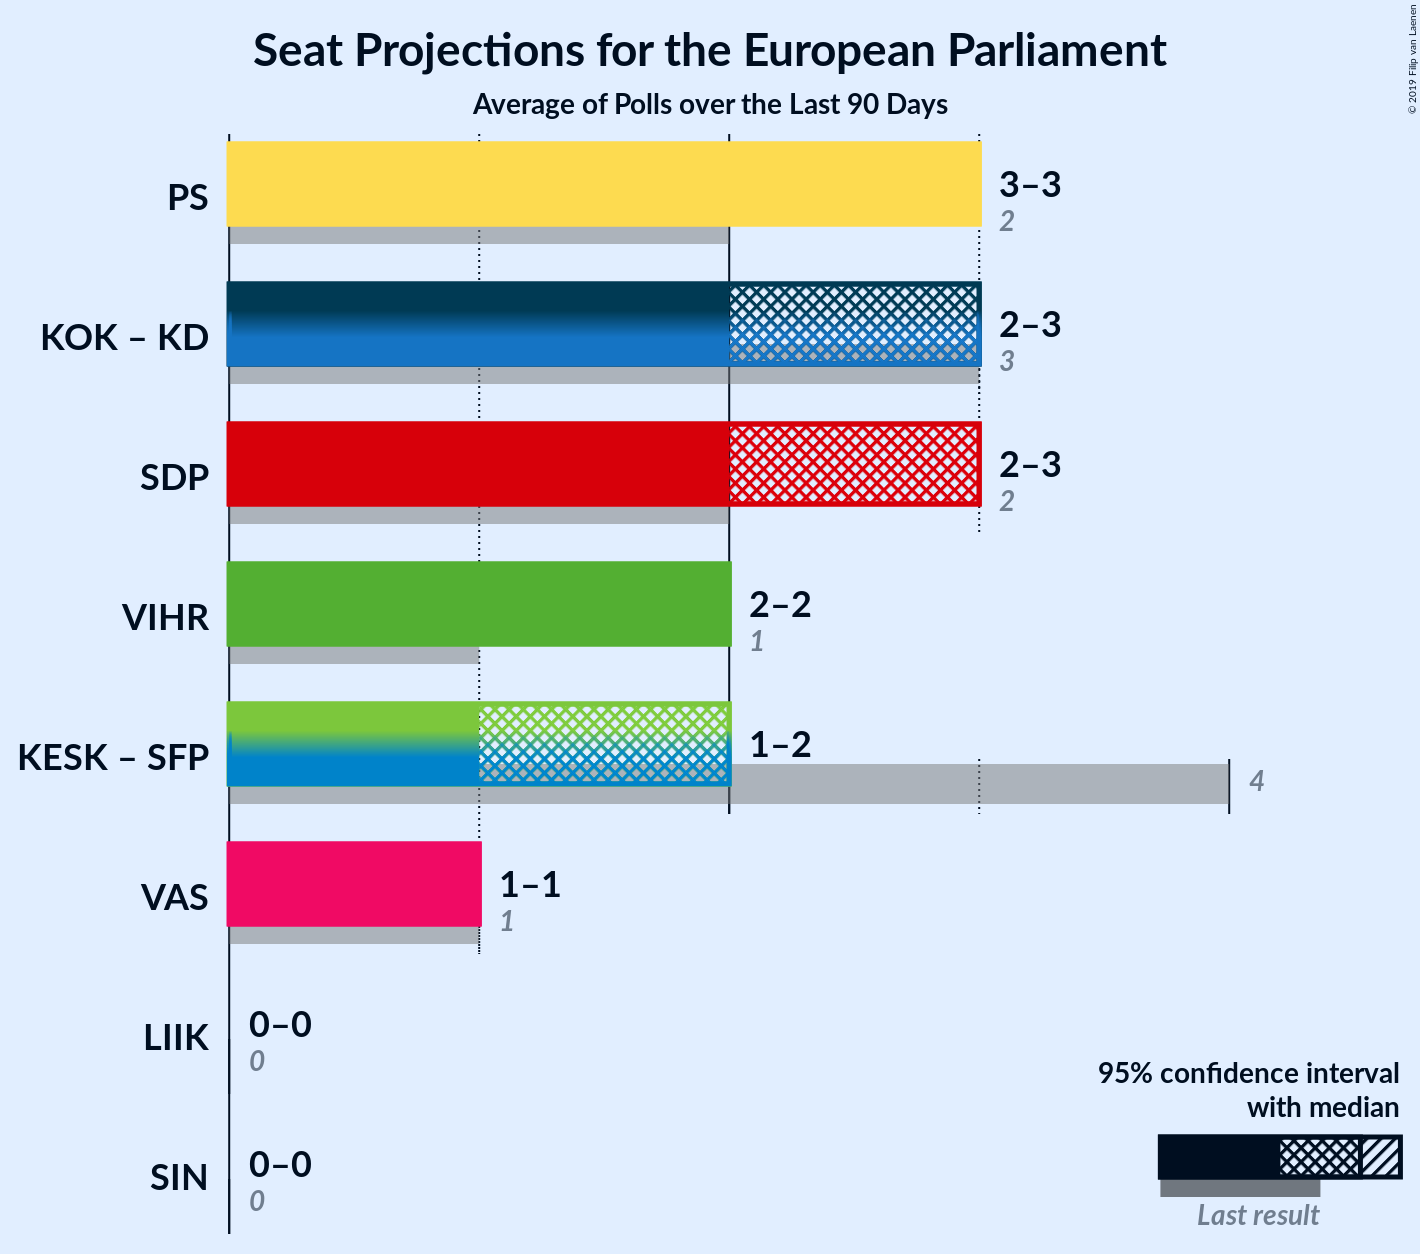 Seat Projections for the European Parliament
Average of Polls over the Last 90 Days
© 2019 Filip van Laenen
PS
3–3
2
KOK – KD
2–3
3
SDP
2–3
2
VIHR
2–2
1
KESK – SFP
1–2
4
VAS
1–1
1
LIIK
0–0
0
SIN
0–0
0
95% confidence interval
with median
Last result